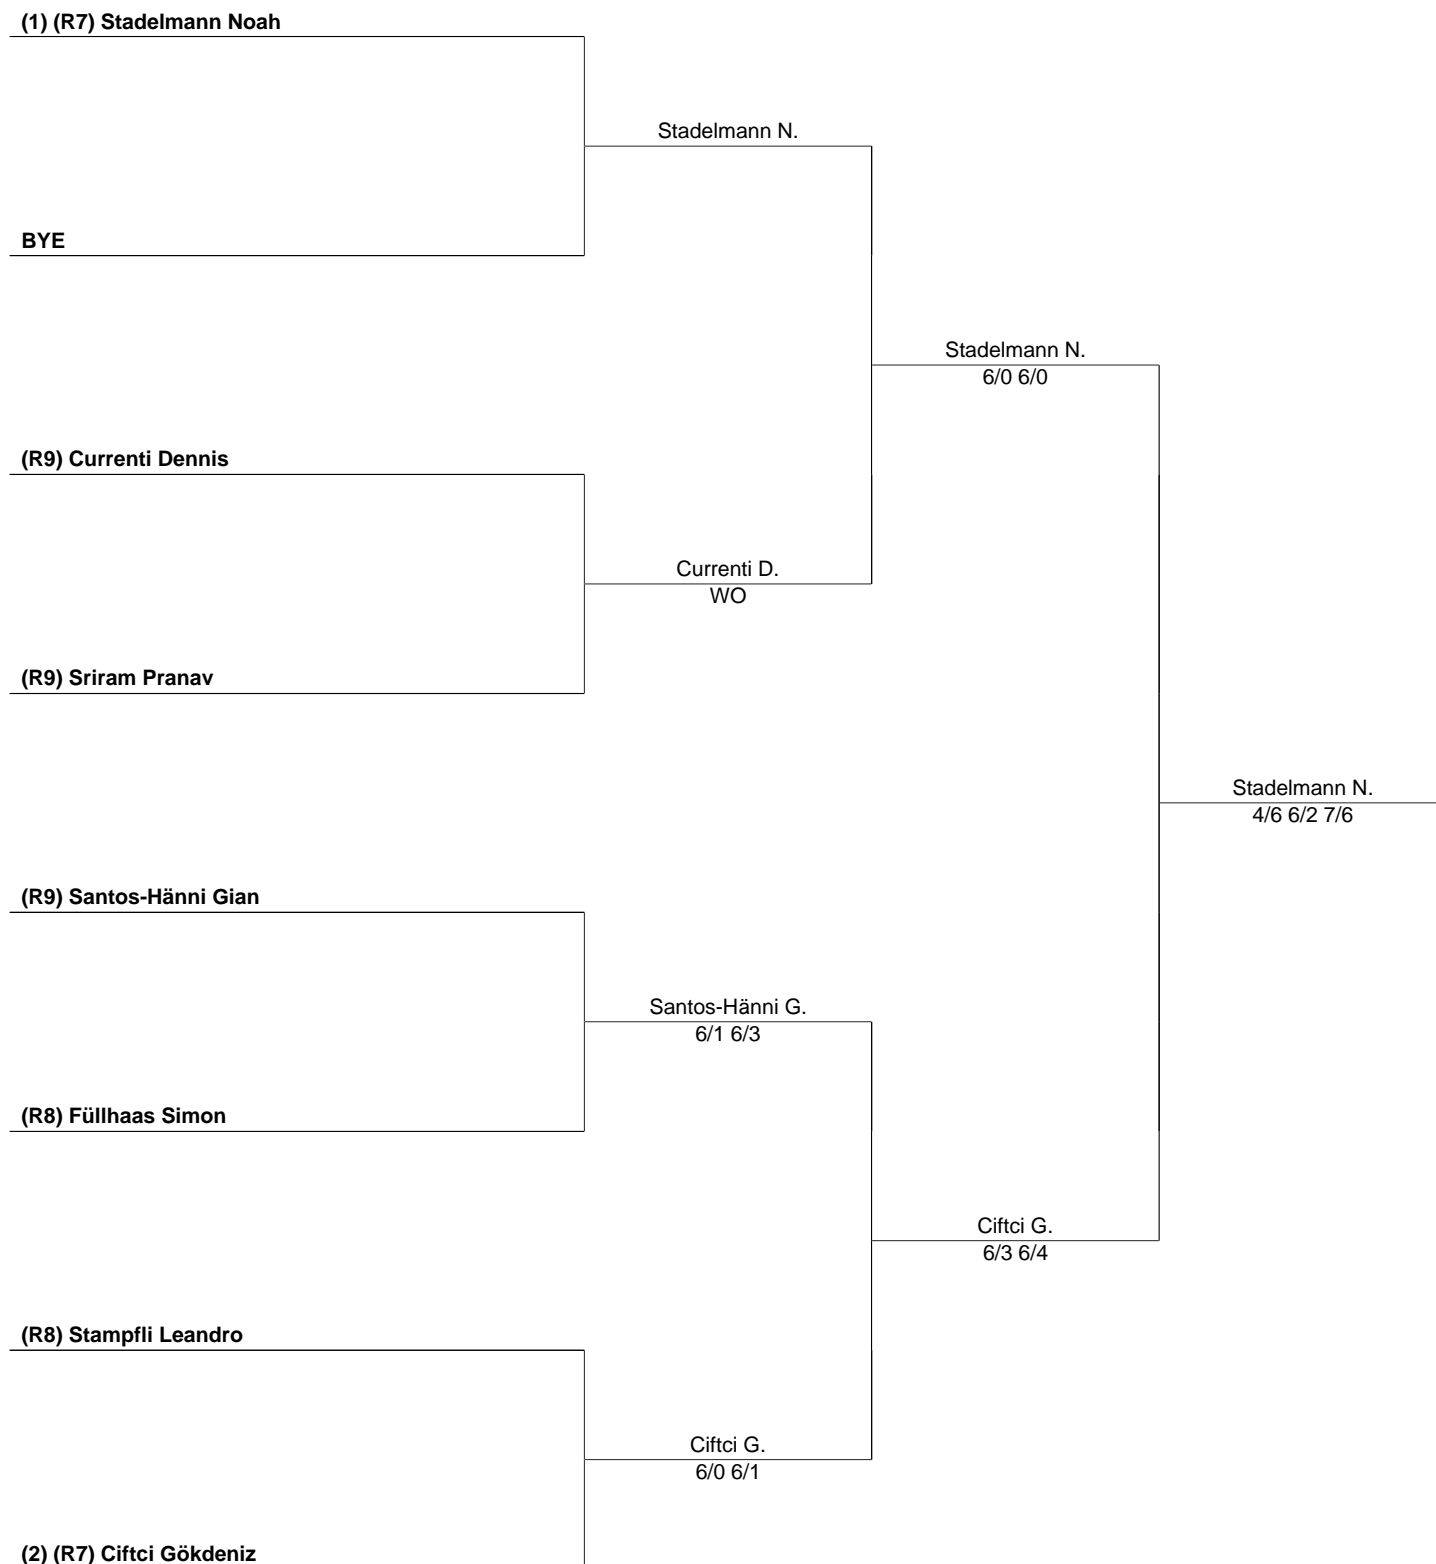 (1) (R7) Stadelmann Noah
Stadelmann N.
BYE
Stadelmann N.
6/0 6/0
(R9) Currenti Dennis
Currenti D.
WO
(R9) Sriram Pranav
Stadelmann N.
4/6 6/2 7/6
(R9) Santos-Hänni Gian
Santos-Hänni G.
6/1 6/3
(R8) Füllhaas Simon
Ciftci G.
6/3 6/4
(R8) Stampfli Leandro
Ciftci G.
6/0 6/1
(2) (R7) Ciftci Gökdeniz